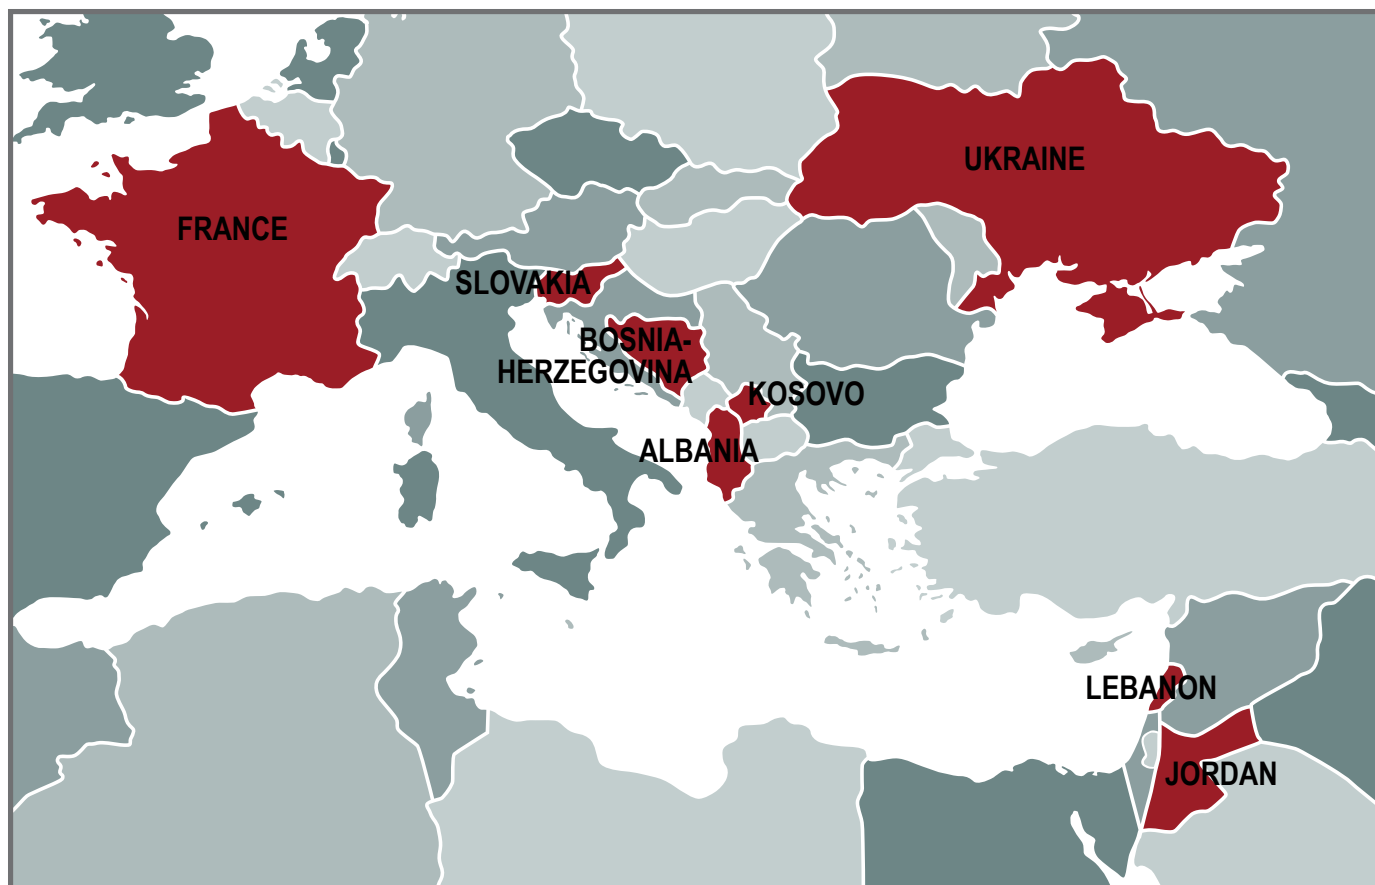 UKRAINE
FRANCE
SLOVAKIA
BOSNIA-
HERZEGOVINA
KOSOVO
ALBANIA
LEBANON
JORDAN